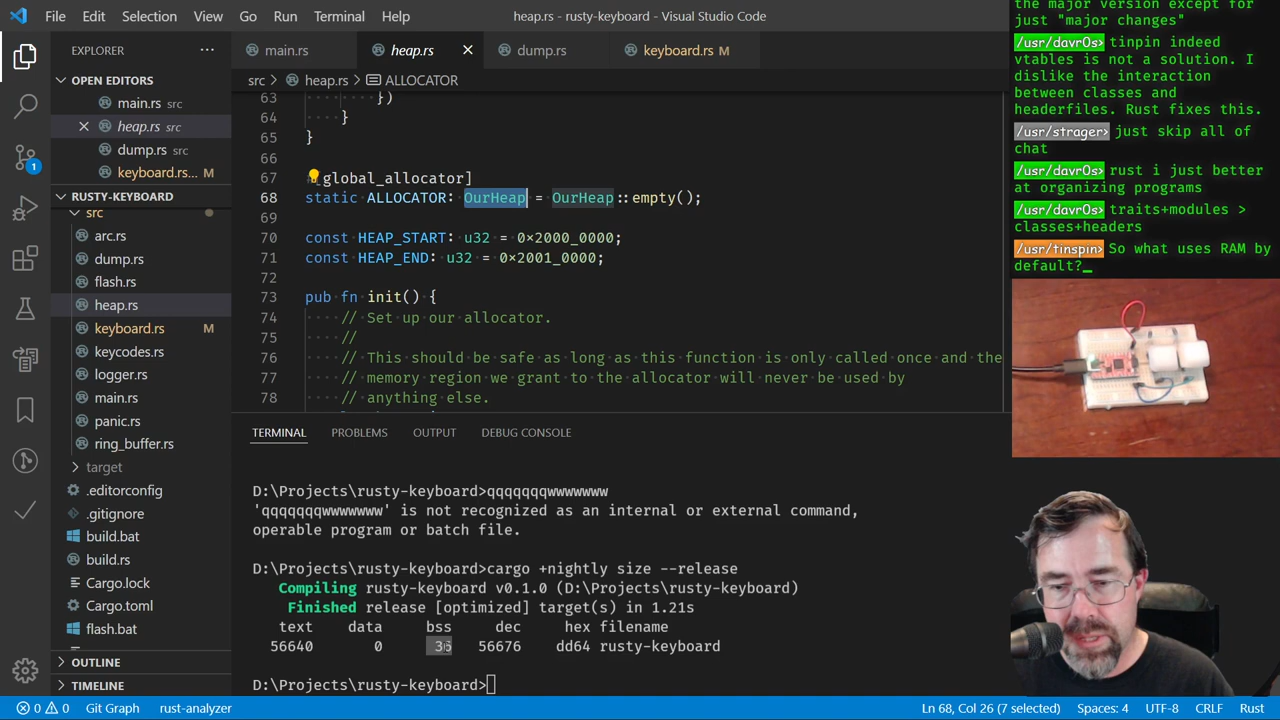 File Edit Selection View Go Run Terminal Help
heap.rs - rusty-keyboard - Visual Studio Code
EXPLORER
OPEN EDITORS
main.rs src
heap.rs src
dump.rs src
keyboard.rs... M
RUSTY-KEYBOARD
src
arc.rs
dump.rs
flash.rs
heap.rs
keyboard.rs M
keycodes.rs
logger.rs
main.rs
panic.rs
ring_buffer.rs
target
.editorconfig
.gitignore
build.bat
build.rs
Cargo.lock
Cargo.toml
flash.bat
OUTLINE
TIMELINE
1
main.rs heap.rs dump.rs keyboard.rs M
src > heap.rs > ALLOCATOR
63 })
64 }
65 }
66
67 [global_allocator]
68 static ALLOCATOR: OurHeap = OurHeap::empty();
69
70 const HEAP_START: u32 = 0×2000_0000;
71 const HEAP_END: u32 = 0×2001_0000;
72
73 pub fn init() {
74 // Set up our allocator.
75 //
76 // This should be safe as long as this function is only called once and the
77 // memory region we grant to the allocator will never be used by
78 // anything else.
TERMINAL PROBLEMS OUTPUT DEBUG CONSOLE
D:\Projects\rusty-keyboard>qqqqqqqwwwwwww
'qqqqqqqwwwwwww' is not recognized as an internal or external command,
operable program or batch file.
D:\Projects\rusty-keyboard>cargo +nightly size --release
Compiling rusty-keyboard v0.1.0 (D:\Projects\rusty-keyboard)
Finished release [optimized] target(s) in 1.21s
text data bss dec hex filename
56640 0 36 56676 dd64 rusty-keyboard
D:\Projects\rusty-keyboard>
0 0 Git Graph rust-analyzer
Ln 68, Col 26 (7 selected) Spaces: 4 UTF-8 CRLF Rust
the major version except for
just "major changes"
/usr/davr0s> tinpin indeed
vtables is not a solution. I
dislike the interaction
between classes and
headerfiles. Rust fixes this.
/usr/strager> just skip all of
chat
/usr/davr0s> rust i just better
at organizing programs
/usr/davr0s> traits+modules >
classes+headers
/usr/tinspin> So what uses RAM by
default?_